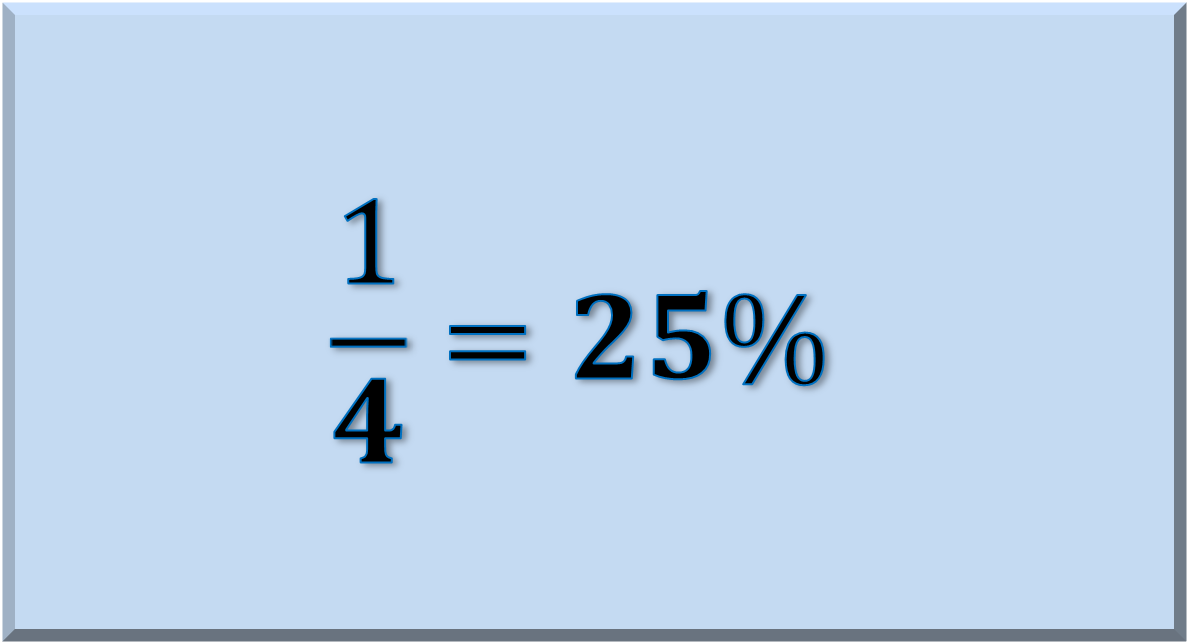 1/4 = 25%